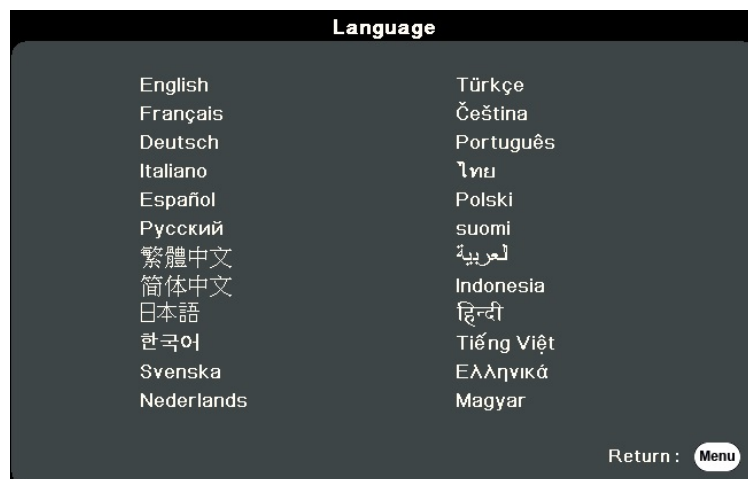 Language
English
Français
Deutsch
Italiano
Español
Русский
繁體中文
简体中文
日本語
한국어
Svenska
Nederlands
Türkçe
Čeština
Português
ไทย
Polski
suomi
لعربية
Indonesia
हिन्दी
Tiếng Việt
Ελληνικά
Magyar
Return : Menu